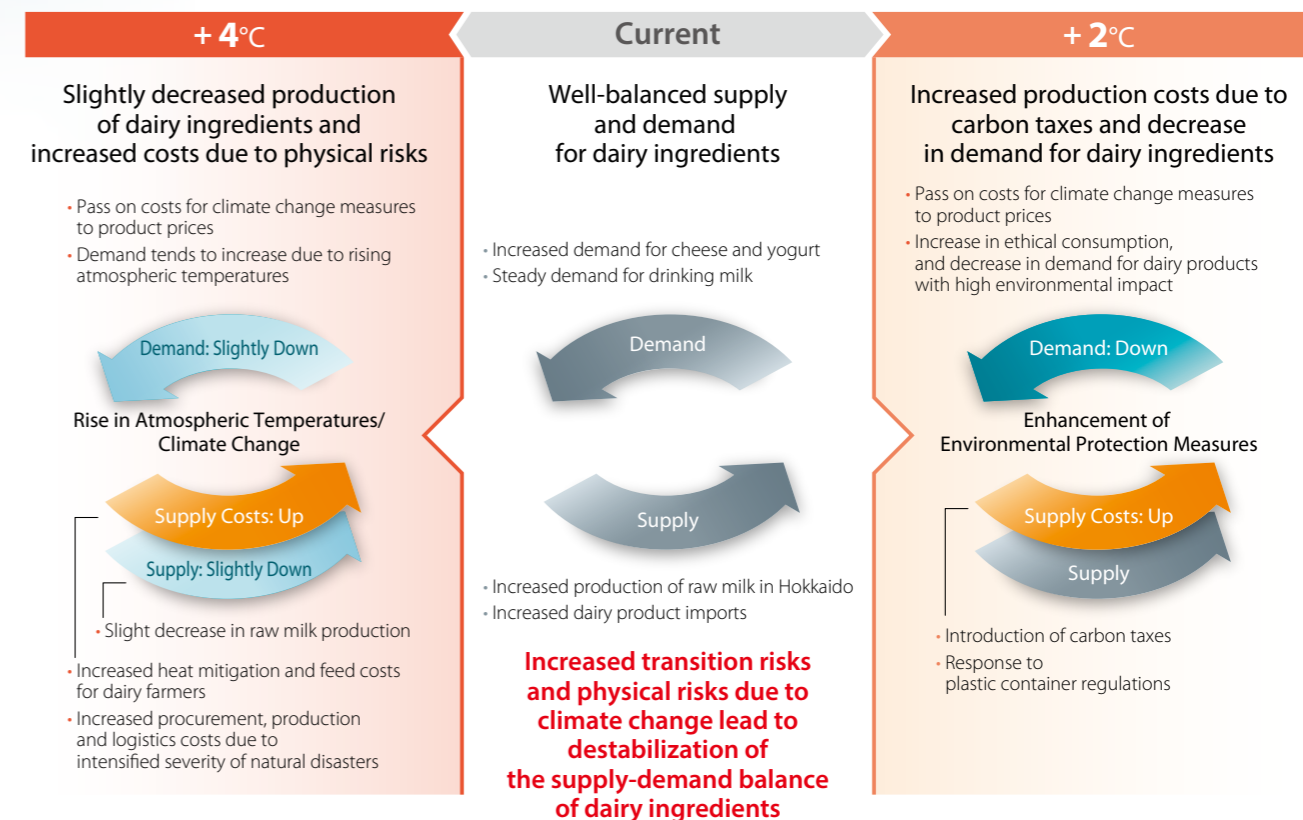 + 4°C
Slightly decreased production
of dairy ingredients and
increased costs due to physical risks
• Pass on costs for climate change measures
to product prices
• Demand tends to increase due to rising
atmospheric temperatures
Demand: Slightly Down
Rise in Atmospheric Temperatures/
Climate Change
Supply Costs: Up
Supply: Slightly Down
• Slight decrease in raw milk production
• Increased heat mitigation and feed costs
for dairy farmers
• Increased procurement, production
and logistics costs due to
intensified severity of natural disasters
Current
Well-balanced supply
and demand
for dairy ingredients
• Increased demand for cheese and yogurt
• Steady demand for drinking milk
Demand
Supply
• Increased production of raw milk in Hokkaido
• Increased dairy product imports
Increased transition risks
and physical risks due to
climate change lead to
destabilization of
the supply-demand balance
of dairy ingredients
+ 2°C
Increased production costs due to
carbon taxes and decrease
in demand for dairy ingredients
• Pass on costs for climate change measures
to product prices
• Increase in ethical consumption,
and decrease in demand for dairy products
with high environmental impact
Demand: Down
Enhancement of
Environmental Protection Measures
Supply Costs: Up
Supply
• Introduction of carbon taxes
• Response to
plastic container regulations